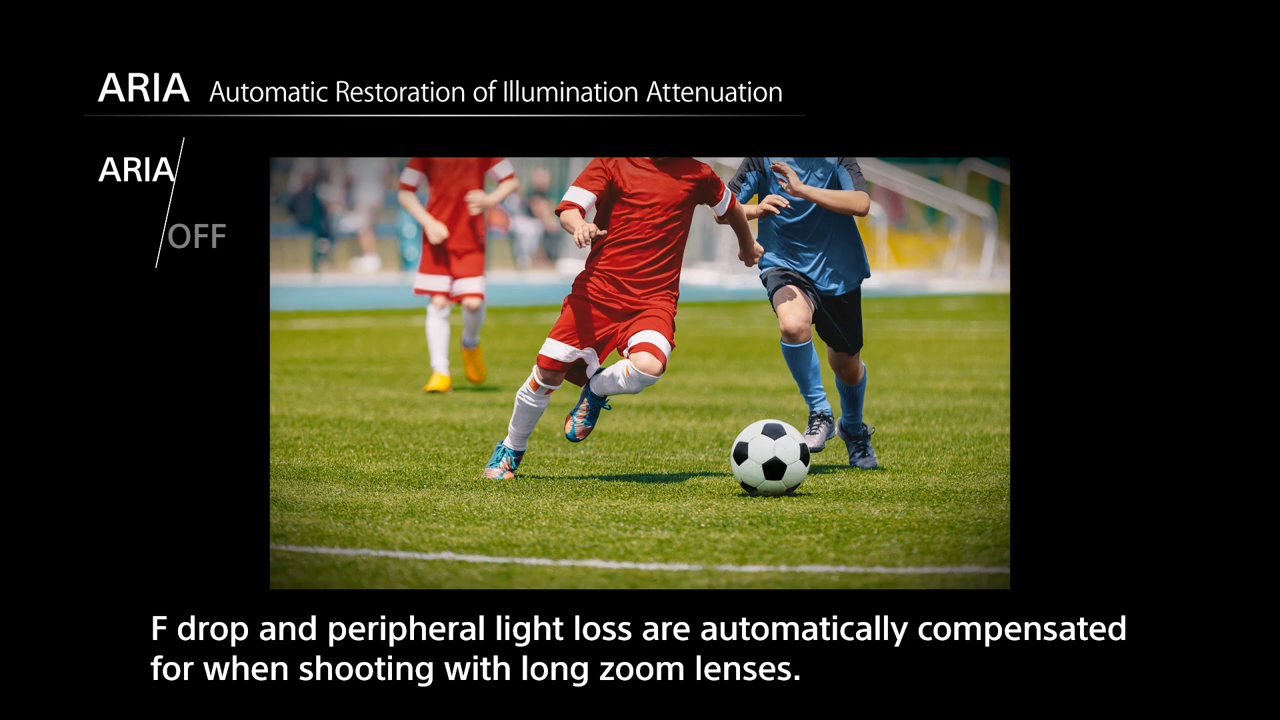 ARIA Automatic Restoration of Illumination Attenuation
ARIA
OFF
F drop and peripheral light loss are automatically compensated
for when shooting with long zoom lenses.